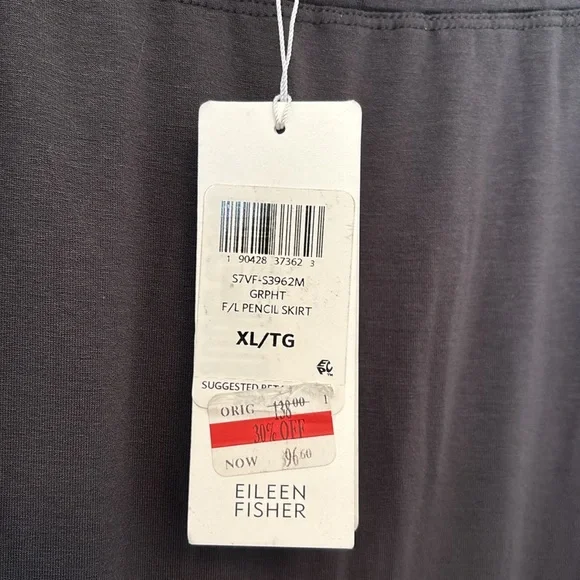 1 90428 37362 3
S7VF-S3962M
GRPHT
F/L PENCIL SKIRT
XL/TG
SUGGESTED
ORIG 138.00 1
30% OFF
NOW 96.60
EILEEN
FISHER